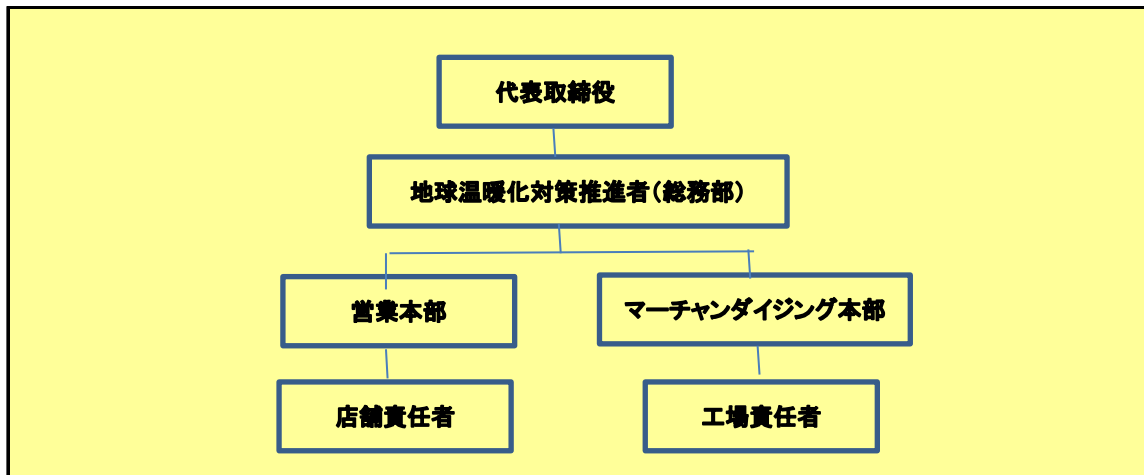 代表取締役
地球温暖化対策推進者(総務部)
営業本部
マーチャンダイジング本部
店舗責任者
工場責任者